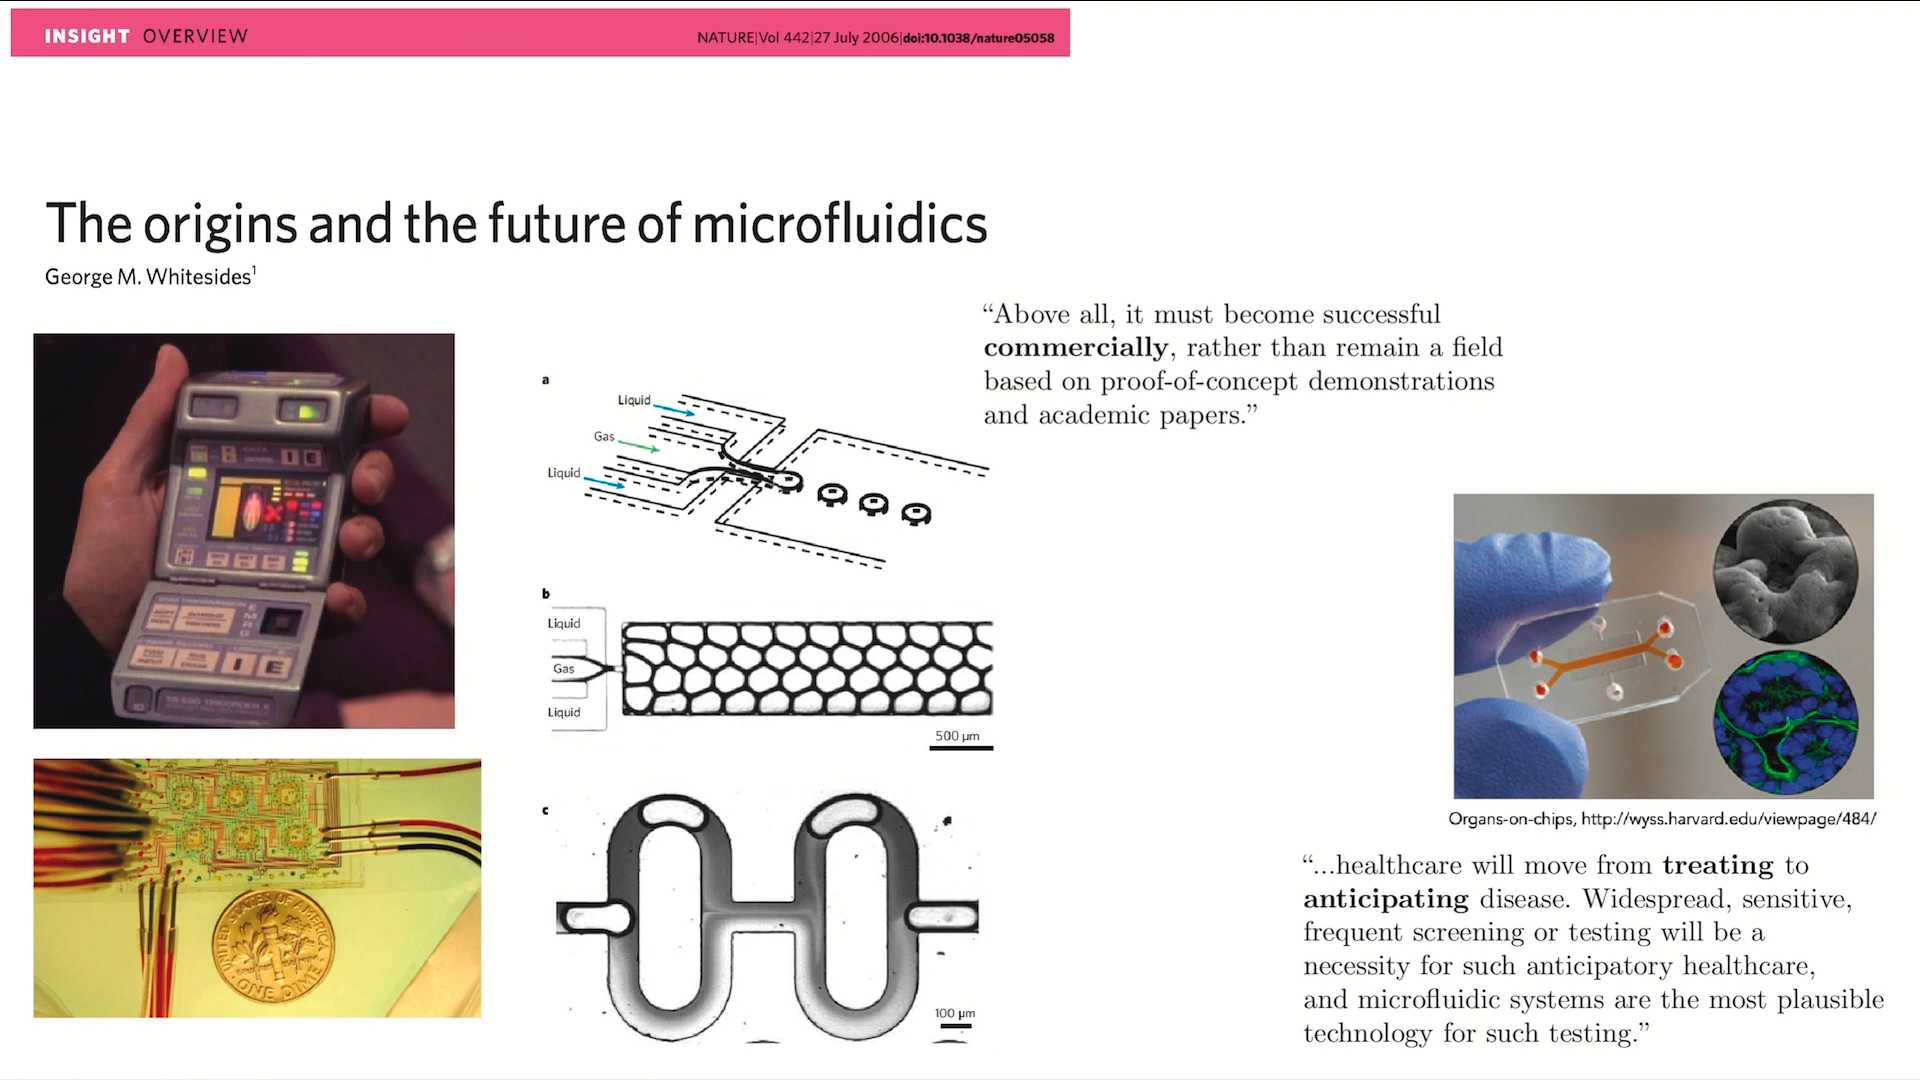 INSIGHT OVERVIEW
NATURE|Vol 442|27 July 2006|doi:10.1038/nature05058
The origins and the future of microfluidics
George M. Whitesides¹
“Above all, it must become successful
commercially, rather than remain a field
based on proof-of-concept demonstrations
and academic papers.”
a
Liquid
Gas
Liquid
b
Liquid
Gas
Liquid
500 µm
c
100 µm
I E
I E
UNITED STATES OF AMERICA
ONE DIME
Organs-on-chips, http://wyss.harvard.edu/viewpage/484/
“...healthcare will move from treating to
anticipating disease. Widespread, sensitive,
frequent screening or testing will be a
necessity for such anticipatory healthcare,
and microfluidic systems are the most plausible
technology for such testing.”